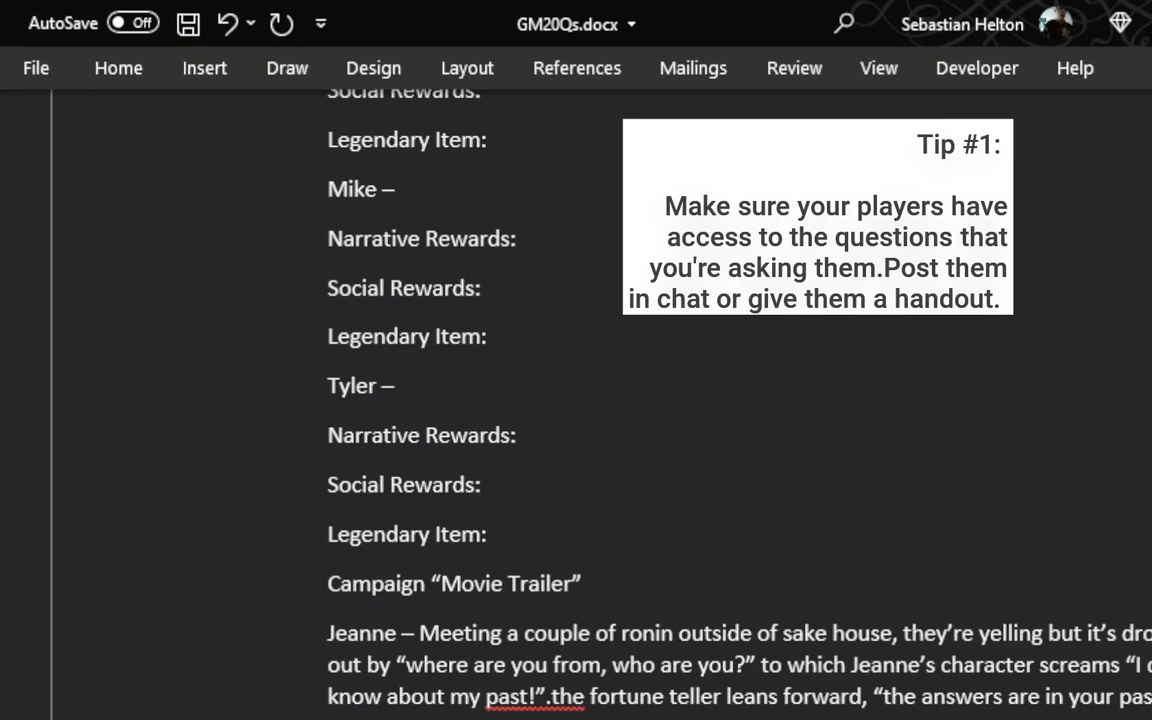 AutoSave Off GM20Qs.docx Sebastian Helton
File Home Insert Draw Design Layout References Mailings Review View Developer Help
Social Rewards:
Legendary Item:
Mike –
Narrative Rewards:
Social Rewards:
Legendary Item:
Tyler –
Narrative Rewards:
Social Rewards:
Legendary Item:
Campaign “Movie Trailer”
Jeanne – Meeting a couple of ronin outside of sake house, they’re yelling but it’s dro
out by “where are you from, who are you?” to which Jeanne’s character screams “I
know about my past!”.the fortune teller leans forward, “the answers are in your pas
Tip #1:
Make sure your players have
access to the questions that
you're asking them.Post them
in chat or give them a handout.